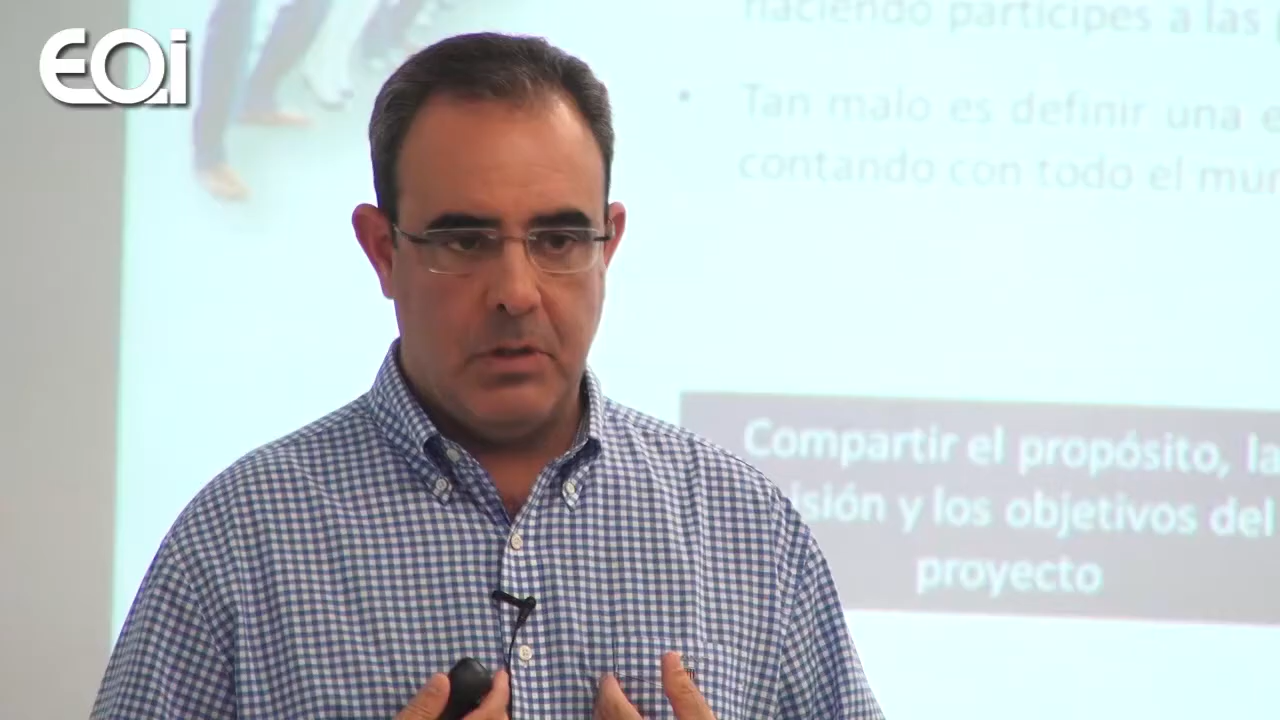 EOi
haciendo partícipes a las
Tan malo es definir una e
contando con todo el mun
Compartir el propósito, la
isión y los objetivos del
proyecto